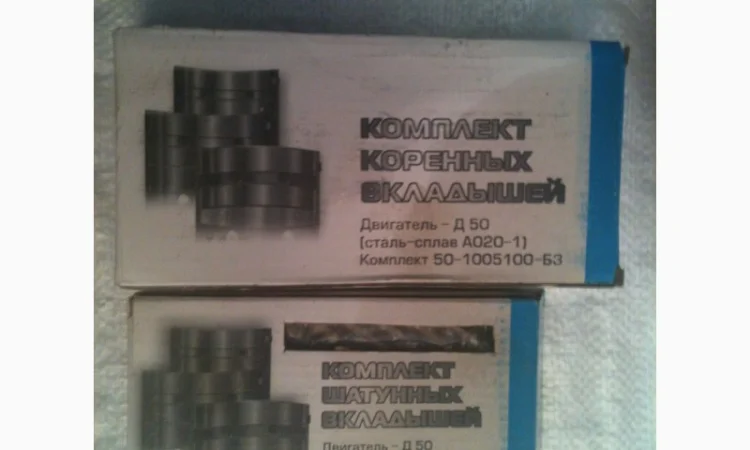 КОМПЛЕКТ
КОРЕННЫХ
ВКЛАДЫШЕЙ
Двигатель - Д 50
(сталь-сплав АО20-1)
Комплект 50-1005100-Б3
КОМПЛЕКТ
ШАТУННЫХ
ВКЛАДЫШЕЙ
Двигатель - Д 50